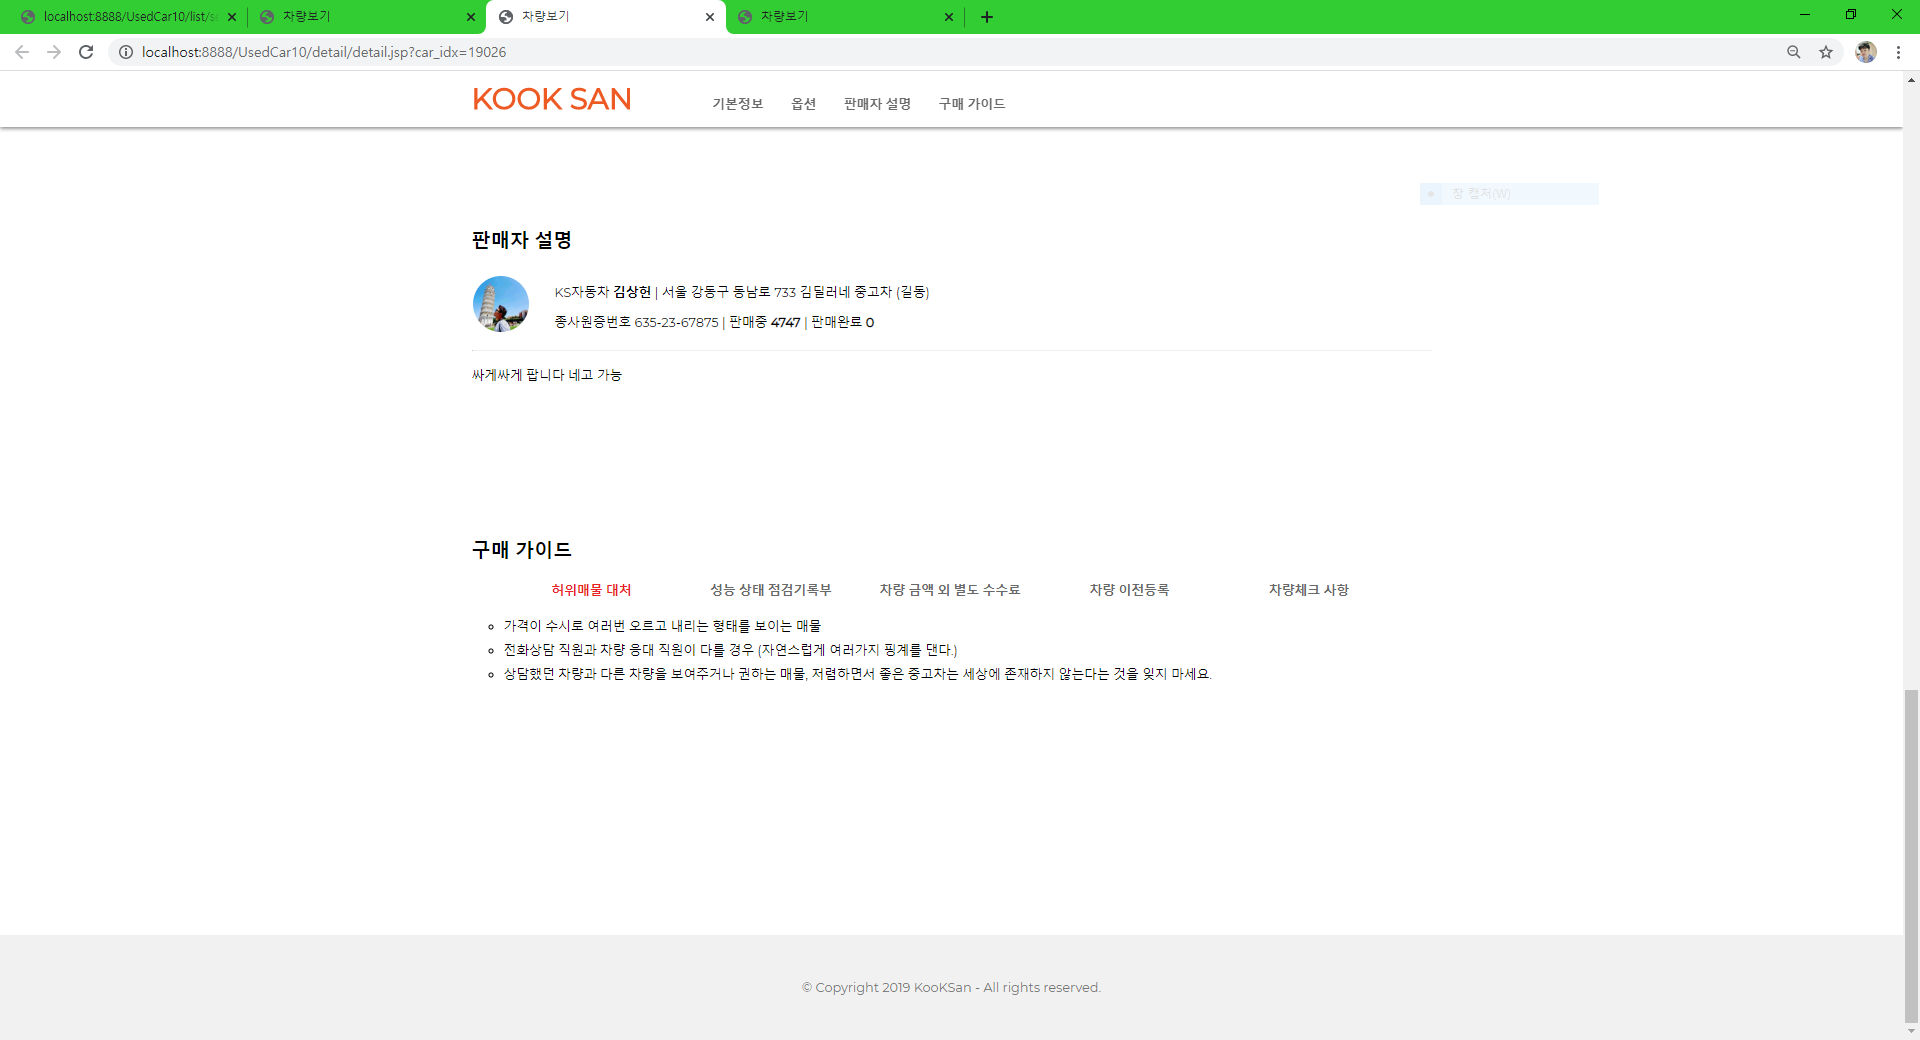 localhost:8888/UsedCar10/list/se
차량보기
차량보기
차량보기
localhost:8888/UsedCar10/detail/detail.jsp?car_idx=19026
KOOK SAN
기본정보 옵션 판매자 설명 구매 가이드
창 캡처(W)
판매자 설명
KS자동차 김상헌 | 서울 강동구 동남로 733 김딜러네 중고차 (길동)
종사원증번호 635-23-67875 | 판매중 4747 | 판매완료 0
싸게싸게 팝니다 네고 가능
구매 가이드
허위매물 대처 성능 상태 점검기록부 차량 금액 외 별도 수수료 차량 이전등록 차량체크 사항
가격이 수시로 여러번 오르고 내리는 형태를 보이는 매물
전화상담 직원과 차량 응대 직원이 다를 경우 (자연스럽게 여러가지 핑계를 댄다.)
상담했던 차량과 다른 차량을 보여주거나 권하는 매물, 저렴하면서 좋은 중고차는 세상에 존재하지 않는다는 것을 잊지 마세요.
© Copyright 2019 KooKSan - All rights reserved.